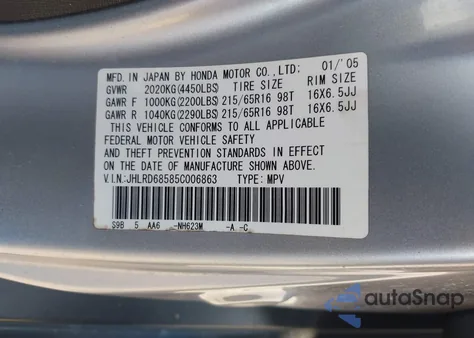 MFD. IN JAPAN BY HONDA MOTOR CO., LTD: 01/'05
GVWR 2020KG(4450LBS) TIRE SIZE RIM SIZE
GAWR F 1000KG(2200LBS) 215/65R16 98T 16X6.5JJ
GAWR R 1040KG(2290LBS) 215/65R16 98T 16X6.5JJ
THIS VEHICLE CONFORMS TO ALL APPLICABLE
FEDERAL MOTOR VEHICLE SAFETY,
AND THEFT PREVENTION STANDARDS IN EFFECT
ON THE DATE OF MANUFACTURE SHOWN ABOVE.
V.I.N:JHLRD68585C006863 TYPE: MPV
S9B 5 AA6 -NH623M -A.-C
autoSnap